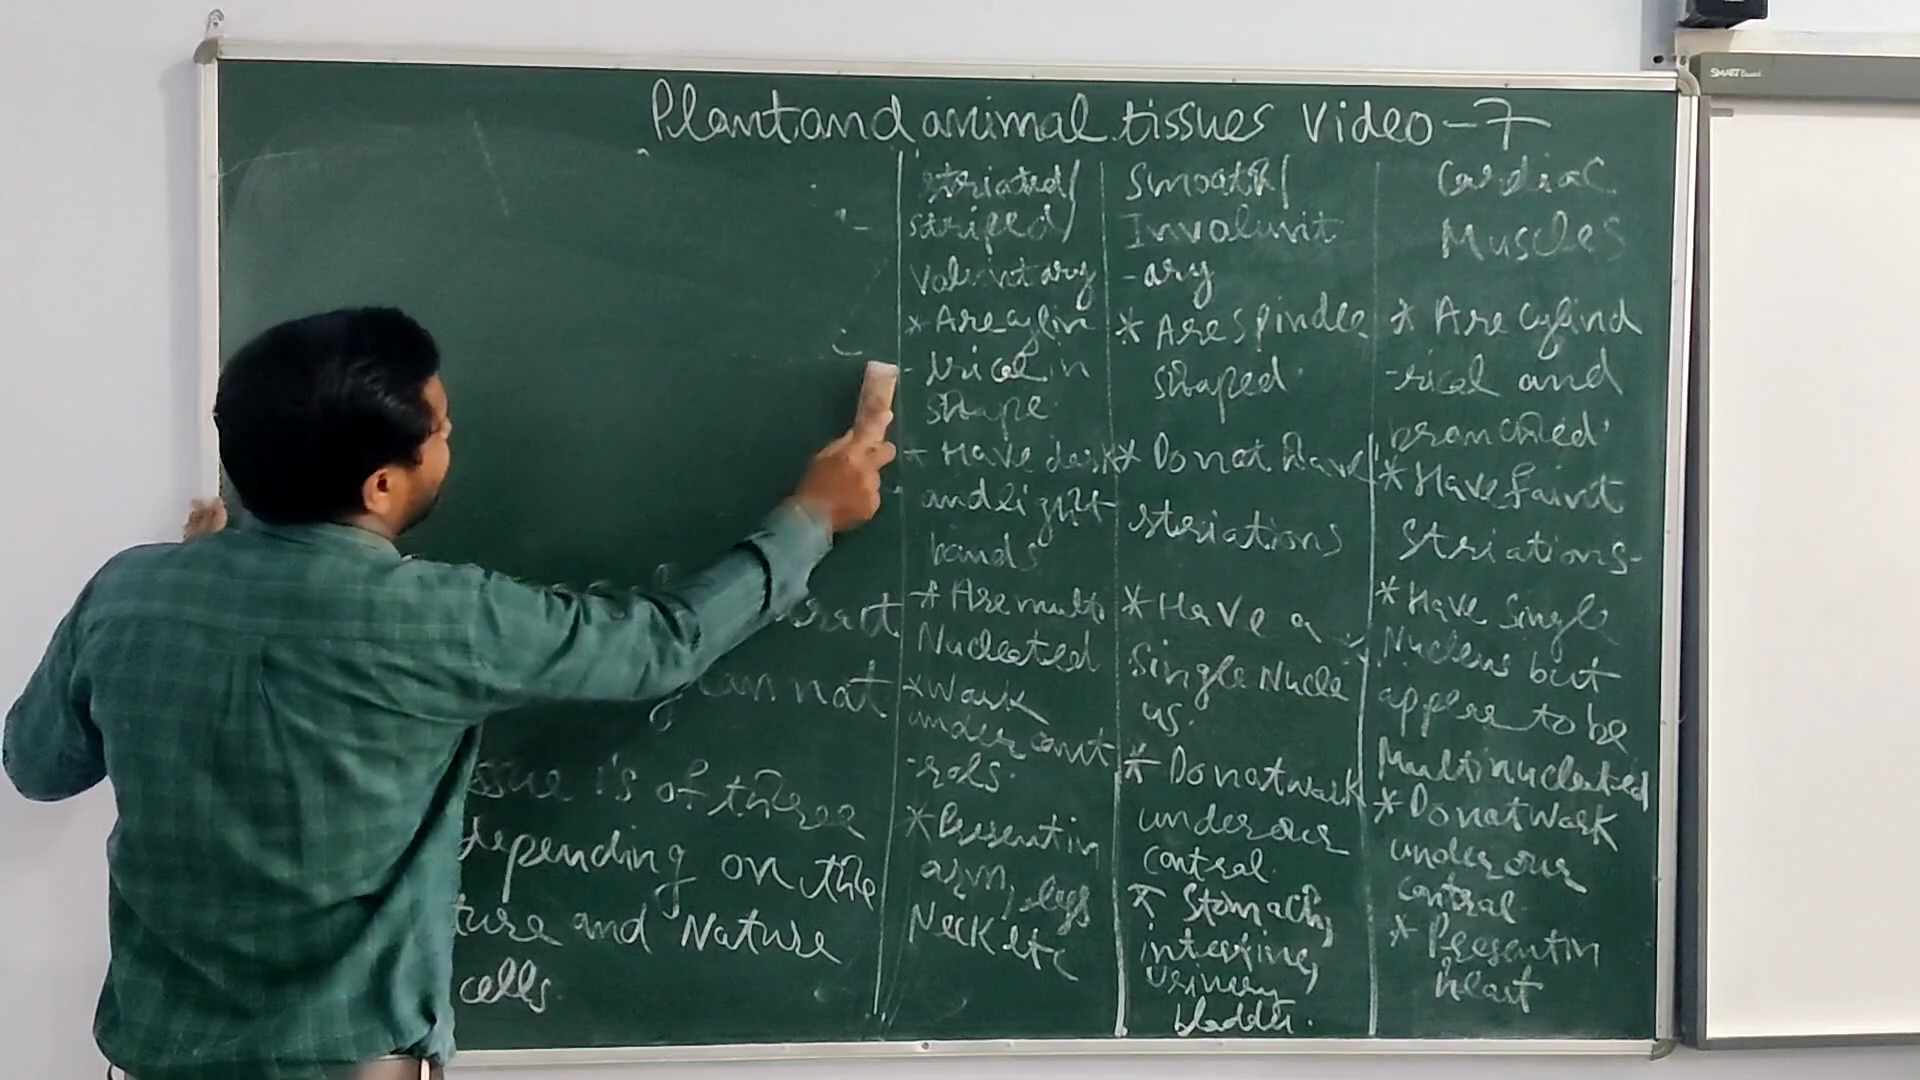 Plant and animal tissues Video-7
act
can not
ssue is of three
depending on the
ture and Nature
cells.
striated/
striped/
Voluntary
* Are cylin
-drical in
shape.
* Have dark
and light
bands
* Are multi
Nucleated
* Work
under cont
-rols.
* Present in
arm, legs
Neck etc
Smooth/
Involunt
-ary
* Are spindle
shaped.
* Do not have
striations
* Have a
Single Nucle
us.
* Do not work
under our
control.
* Stomach,
intestine,
Urinary
bladder.
Cardiac
Muscles
* Are cylind
-rical and
branched.
* Have faint
Striations-
* Have Single
Nucleus but
appear to be
Multinucleated
* Do not work
under our
control
* Present in
heart
SMART Board